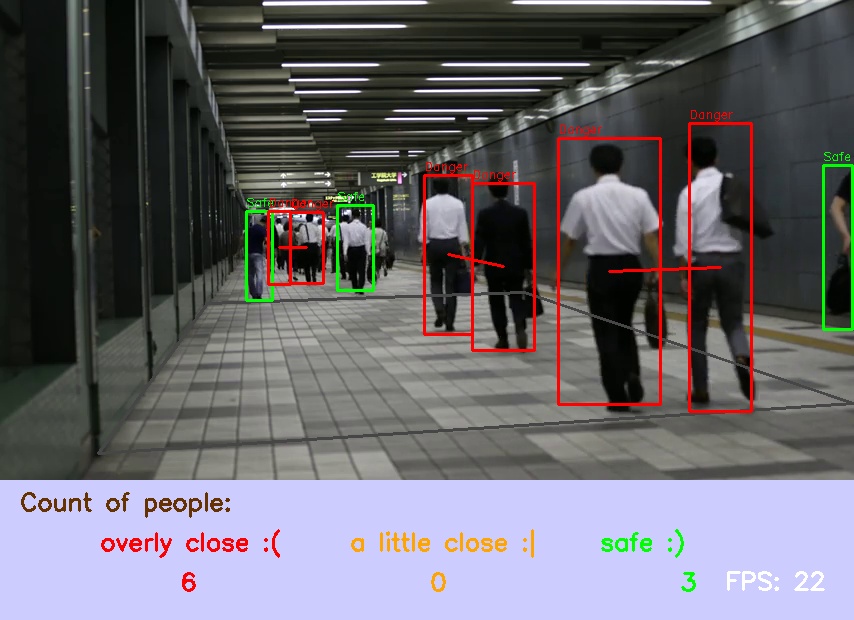 Danger
Danger
Safe
Danger
Danger
Safe
Danger
Safe
Count of people:
overly close :(
a little close :|
safe :)
6
0
3
FPS: 22